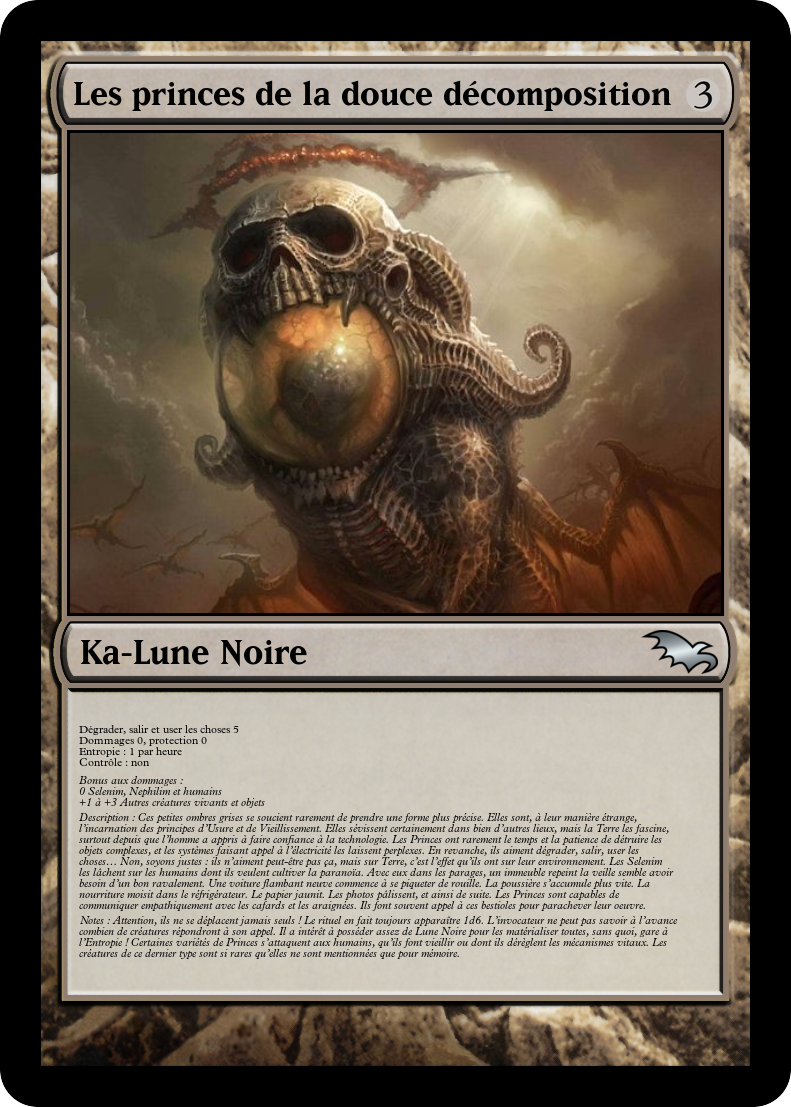 Les princes de la douce décomposition 3
Ka-Lune Noire
Dégrader, salir et user les choses 5
Dommages 0, protection 0
Entropie : 1 par heure
Contrôle : non
Bonus aux dommages :
0 Selenim, Nephilim et humains
+1 à +3 Autres créatures vivants et objets
Description : Ces petites ombres grises se soucient rarement de prendre une forme plus précise. Elles sont, à leur manière étrange,
l'incarnation des principes d'Usure et de Vieillissement. Elles sévissent certainement dans bien d'autres lieux, mais la Terre les fascine,
surtout depuis que l'homme a appris à faire confiance à la technologie. Les Princes ont rarement le temps et la patience de détruire les
objets complexes, et les systèmes faisant appel à l'électricité les laissent perplexes. En revanche, ils aiment dégrader, salir, user les
choses... Non, soyons justes : ils n'aiment peut-être pas ça, mais sur Terre, c'est l'effet qu'ils ont sur leur environnement. Les Selenim
les lâchent sur les humains dont ils veulent cultiver la paranoïa. Avec eux dans les parages, un immeuble repeint la veille semble avoir
besoin d'un bon ravalement. Une voiture flambant neuve commence à se piqueter de rouille. La poussière s'accumule plus vite. La
nourriture moisit dans le réfrigérateur. Le papier jaunit. Les photos pâlissent, et ainsi de suite. Les Princes sont capables de
communiquer empathiquement avec les cafards et les araignées. Ils font souvent appel à ces bestioles pour parachever leur oeuvre.
Notes : Attention, ils ne se déplacent jamais seuls ! Le rituel en fait toujours apparaître 1d6. L'invocateur ne peut pas savoir à l'avance
combien de créatures répondront à son appel. Il a intérêt à posséder assez de Lune Noire pour les matérialiser toutes, sans quoi, gare à
l'Entropie ! Certaines variétés de Princes s'attaquent aux humains, qu'ils font vieillir ou dont ils dérèglent les mécanismes vitaux. Les
créatures de ce dernier type sont si rares qu'elles ne sont mentionnées que pour mémoire.